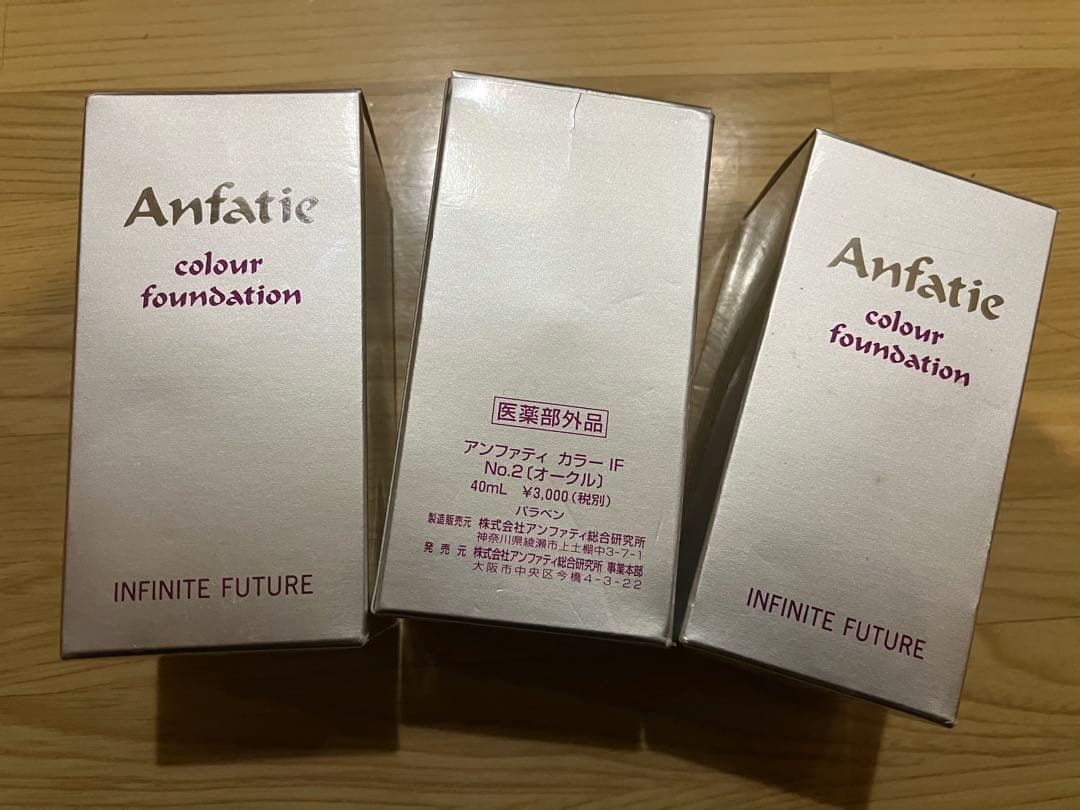 Anfatie
colour
foundation
INFINITE FUTURE
医薬部外品
アンファティ カラー IF
No.2〔オークル〕
40mL ¥3,000(税別)
パラベン
製造販売元 株式会社アンファティ総合研究所
神奈川県綾瀬市上土棚中3-7-1
発売元 株式会社アンファティ総合研究所 事業本部
大阪市中央区今橋4-3-22
Anfatie
colour
foundation
INFINITE FUTURE